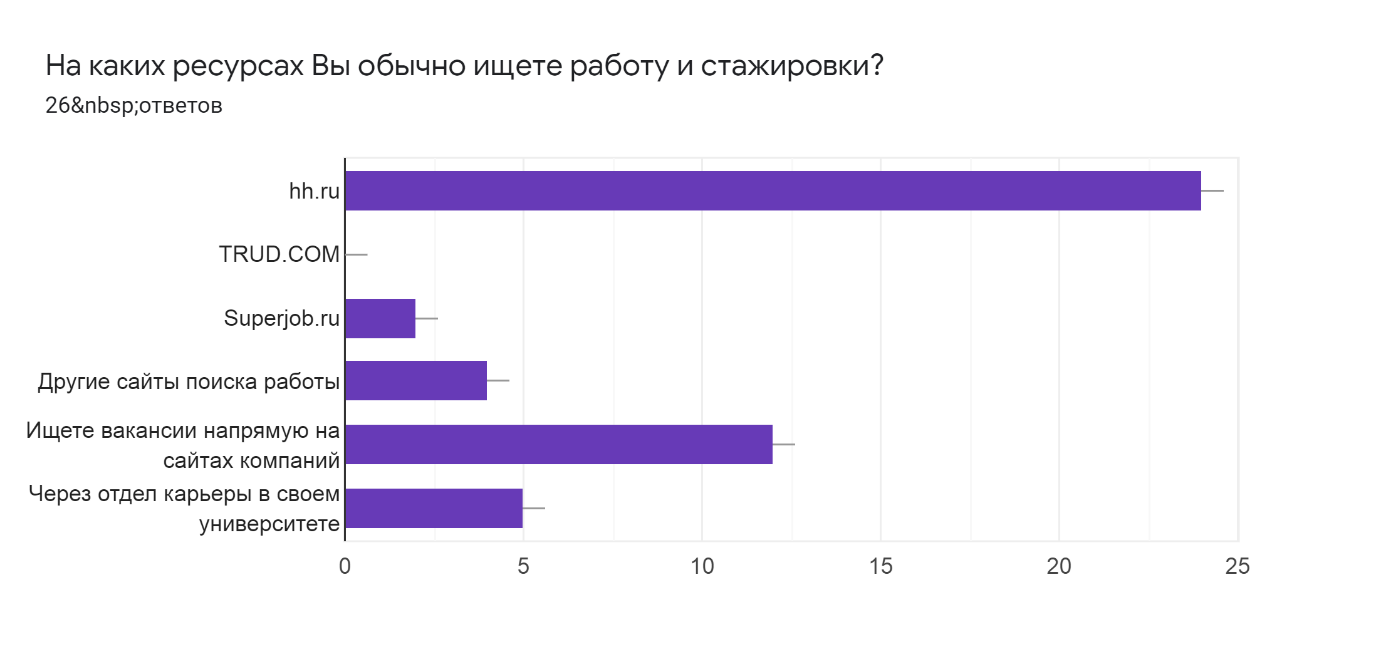 На каких ресурсах Вы обычно ищете работу и стажировки?
26&nbsp;ответов
hh.ru
TRUD.COM
Superjob.ru
Другие сайты поиска работы
Ищете вакансии напрямую на
сайтах компаний
Через отдел карьеры в своем
университете
0 5 10 15 20 25